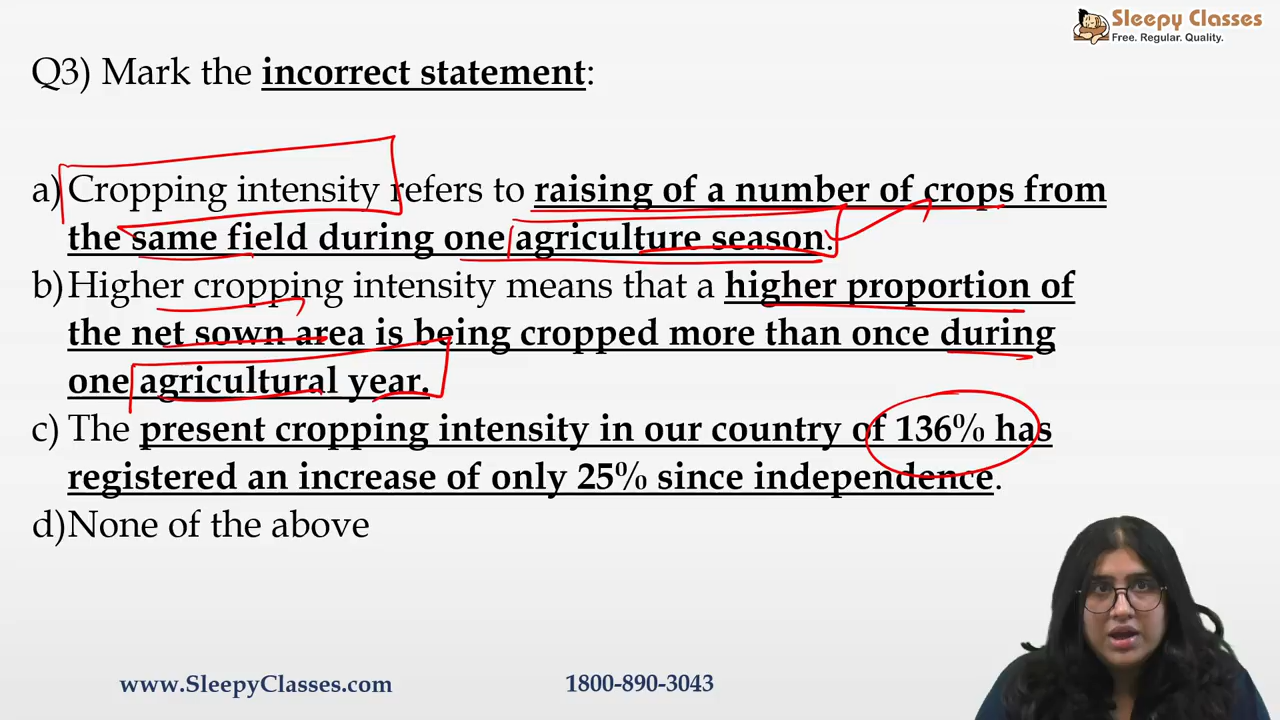 Sleepy Classes
Free. Regular. Quality.
Q3) Mark the incorrect statement:
a) Cropping intensity refers to raising of a number of crops from
the same field during one agriculture season.
b) Higher cropping intensity means that a higher proportion of
the net sown area is being cropped more than once during
one agricultural year.
c) The present cropping intensity in our country of 136% has
registered an increase of only 25% since independence.
d) None of the above
www.SleepyClasses.com
1800-890-3043